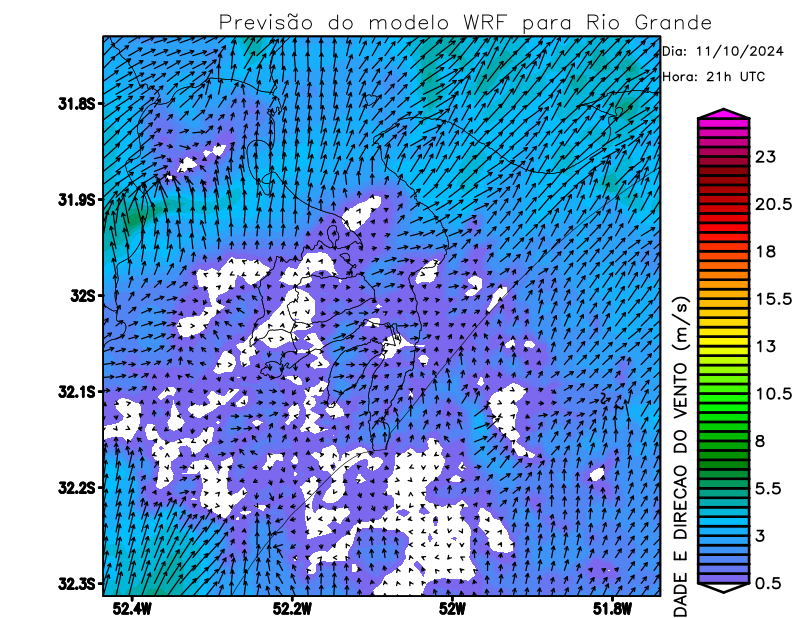 Previsão do modelo WRF para Rio Grande
Dia: 11/10/2024
Hora: 21h UTC
31.8S
31.9S
32S
32.1S
32.2S
32.3S
52.4W
52.2W
52W
51.8W
23
20.5
18
15.5
13
10.5
8
5.5
3
0.5
DADE E DIRECAO DO VENTO (m/s)